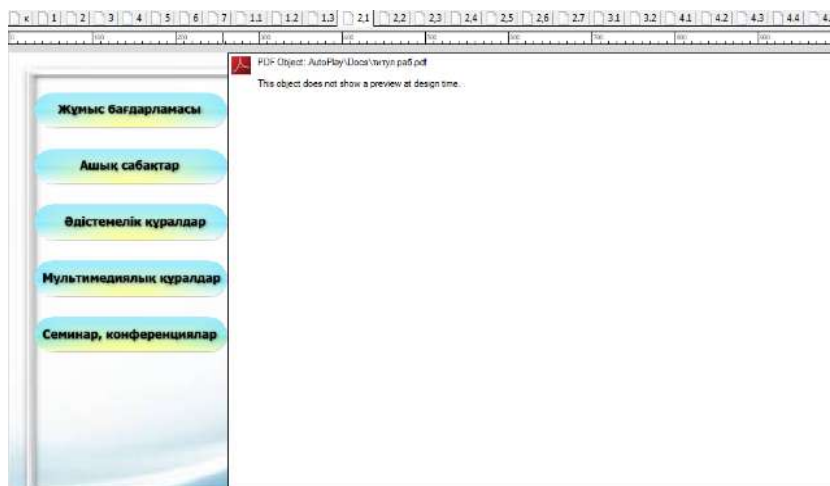 к 1 2 3 4 5 6 7 1.1 1.2 1.3 2,1 2,2 2,3 2,4 2,5 2,6 2.7 3.1 3.2 4.1 4.2 4.3 4.4
PDF Object: AutoPlay\Docs\титул раб.pdf
This object does not show a preview at design time.
Жұмыс бағдарламасы
Ашық сабақтар
Әдістемелік құралдар
Мультимедиялық құралдар
Семинар, конференциялар